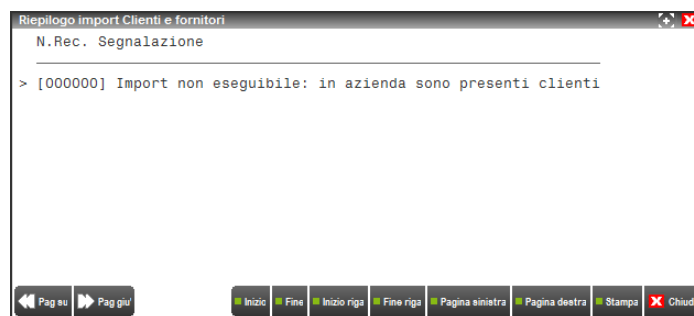 Riepilogo import Clienti e fornitori
N.Rec. Segnalazione
> [000000] Import non eseguibile: in azienda sono presenti clienti
Pag su Pag giu' Inizio Fine Inizio riga Fine riga Pagina sinistra Pagina destra Stampa Chiudi